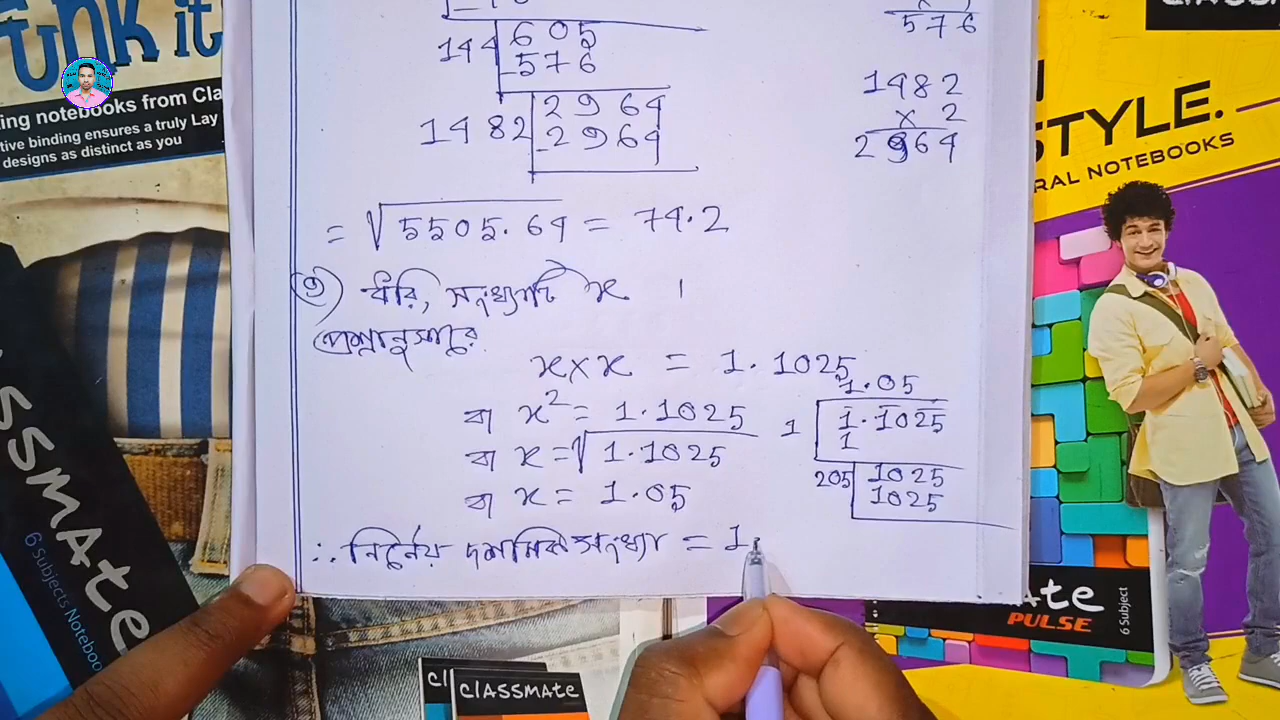 unk it
ing notebooks from Cla
tive binding ensures a truly Lay
designs as distinct as you
144 605
-576
576
1482 2964
-2964
1482
x 2
2964
= √5505.64 = 74.2
৩) ধরি, সংখ্যাটি x ।
প্রশ্নানুসারে
x×x = 1.1025
বা x² = 1.1025
বা x = √1.1025
বা x = 1.05
∴ নির্নেয় দশমিক সংখ্যা = 1.
1.05
1 1.1025
1
205 1025
1025
STYLE.
RAL NOTEBOOKS
CLASSMATE
ssmate
6 Subjects Notebook
classmate
ate
PULSE
6 Subject